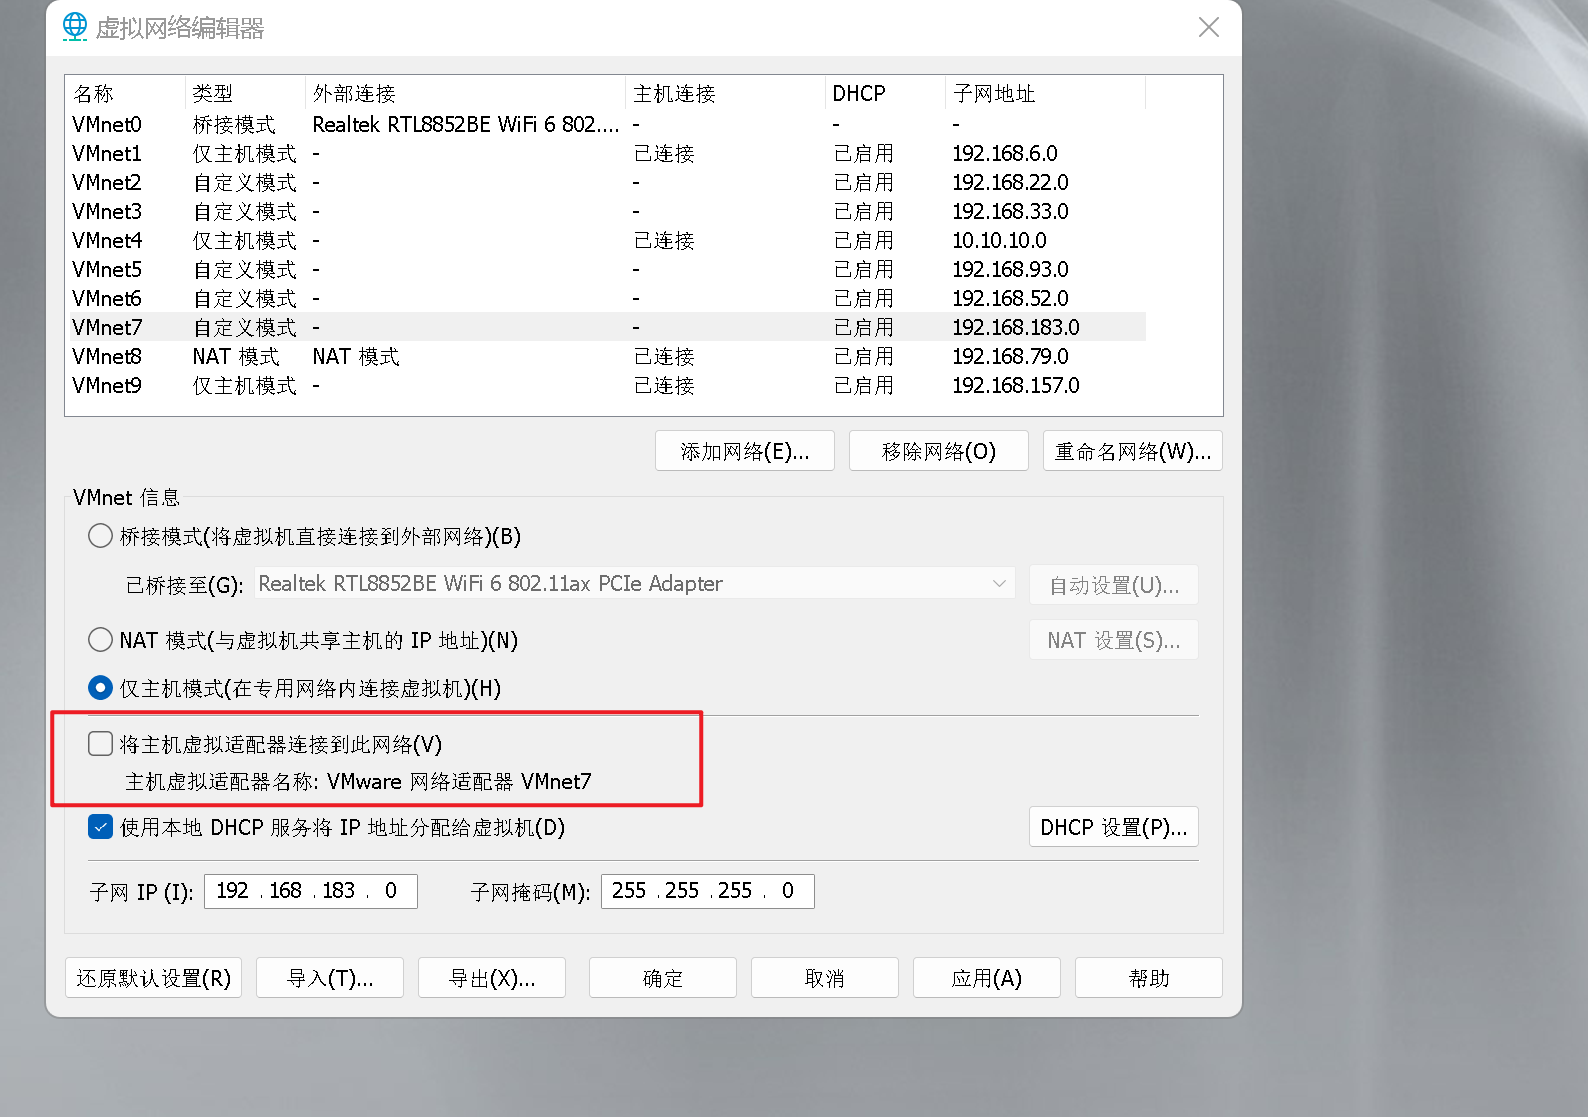 虚拟网络编辑器
名称 类型 外部连接 主机连接 DHCP 子网地址
VMnet0 桥接模式 Realtek RTL8852BE WiFi 6 802.... - - -
VMnet1 仅主机模式 - 已连接 已启用 192.168.6.0
VMnet2 自定义模式 - - 已启用 192.168.22.0
VMnet3 自定义模式 - - 已启用 192.168.33.0
VMnet4 仅主机模式 - 已连接 已启用 10.10.10.0
VMnet5 自定义模式 - - 已启用 192.168.93.0
VMnet6 自定义模式 - - 已启用 192.168.52.0
VMnet7 自定义模式 - - 已启用 192.168.183.0
VMnet8 NAT 模式 NAT 模式 已连接 已启用 192.168.79.0
VMnet9 仅主机模式 - 已连接 已启用 192.168.157.0
添加网络(E)... 移除网络(O) 重命名网络(W)...
VMnet 信息
桥接模式(将虚拟机直接连接到外部网络)(B)
已桥接至(G): Realtek RTL8852BE WiFi 6 802.11ax PCIe Adapter 自动设置(U)...
NAT 模式(与虚拟机共享主机的 IP 地址)(N) NAT 设置(S)...
仅主机模式(在专用网络内连接虚拟机)(H)
将主机虚拟适配器连接到此网络(V)
主机虚拟适配器名称: VMware 网络适配器 VMnet7
使用本地 DHCP 服务将 IP 地址分配给虚拟机(D) DHCP 设置(P)...
子网 IP (I): 192 . 168 . 183 . 0 子网掩码(M): 255 . 255 . 255 . 0
还原默认设置(R) 导入(T)... 导出(X)... 确定 取消 应用(A) 帮助